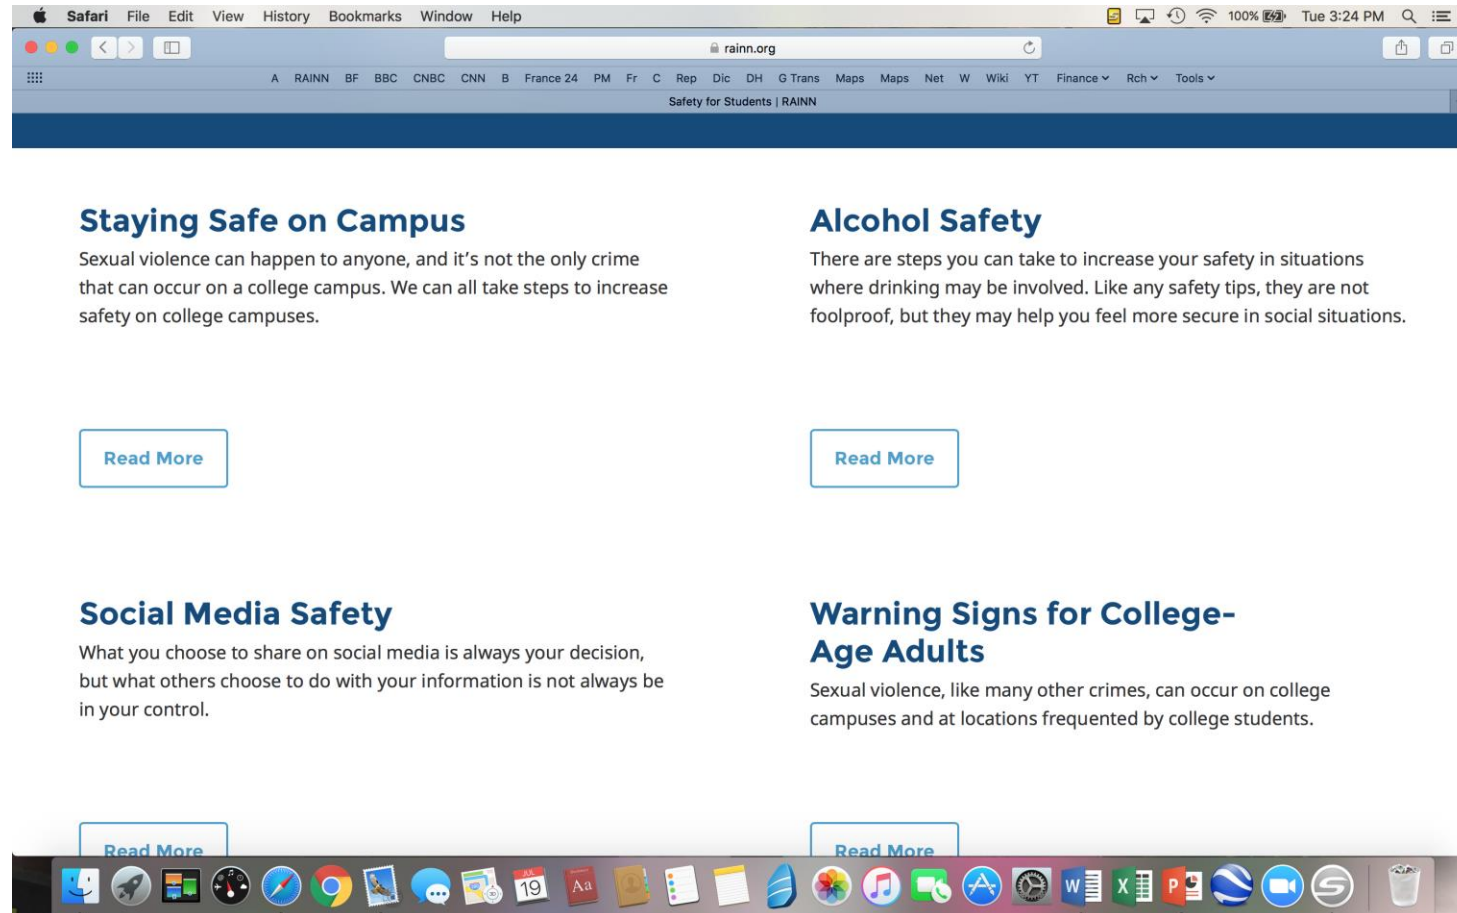 Safari File Edit View History Bookmarks Window Help 100% Tue 3:24 PM
rainn.org
A RAINN BF BBC CNBC CNN B France 24 PM Fr C Rep Dic DH G Trans Maps Maps Net W Wiki YT Finance Rch Tools
Safety for Students | RAINN
Staying Safe on Campus
Sexual violence can happen to anyone, and it's not the only crime
that can occur on a college campus. We can all take steps to increase
safety on college campuses.
Read More
Alcohol Safety
There are steps you can take to increase your safety in situations
where drinking may be involved. Like any safety tips, they are not
foolproof, but they may help you feel more secure in social situations.
Read More
Social Media Safety
What you choose to share on social media is always your decision,
but what others choose to do with your information is not always be
in your control.
Read More
Warning Signs for College-
Age Adults
Sexual violence, like many other crimes, can occur on college
campuses and at locations frequented by college students.
Read More
JUL
19
Aa
W
X
P
S